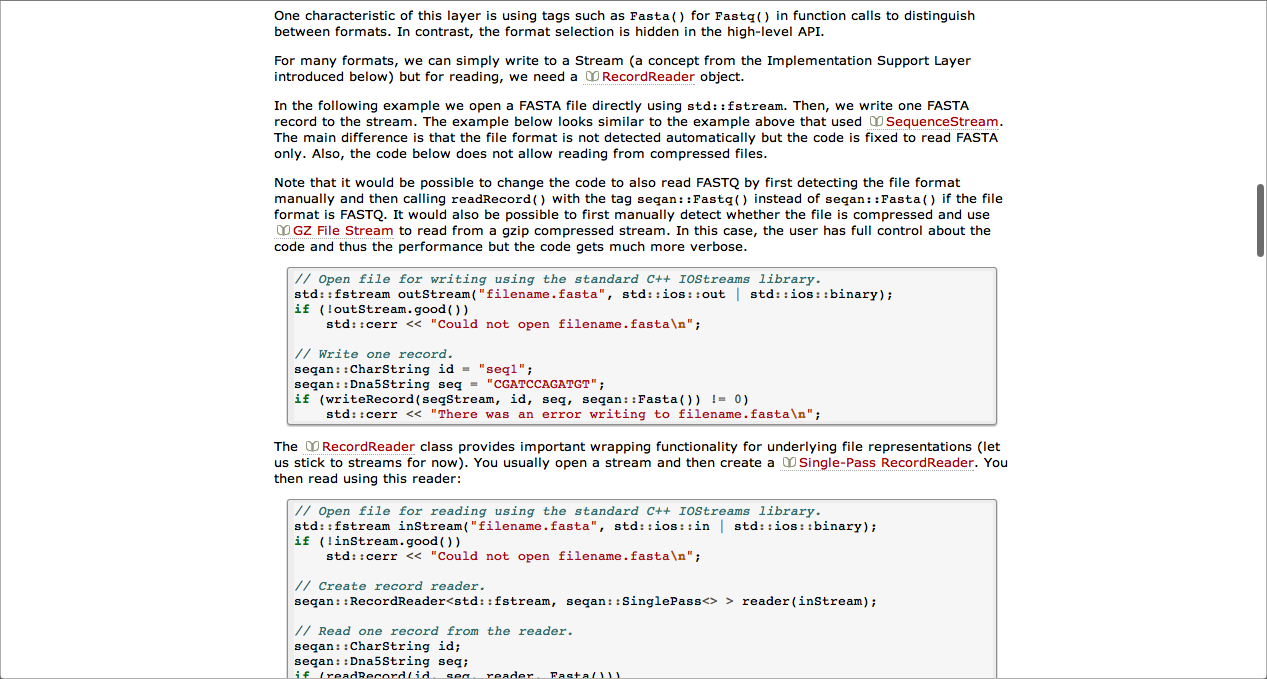 One characteristic of this layer is using tags such as Fasta() for Fastq() in function calls to distinguish
between formats. In contrast, the format selection is hidden in the high-level API.
For many formats, we can simply write to a Stream (a concept from the Implementation Support Layer
introduced below) but for reading, we need a RecordReader object.
In the following example we open a FASTA file directly using std::fstream. Then, we write one FASTA
record to the stream. The example below looks similar to the example above that used SequenceStream.
The main difference is that the file format is not detected automatically but the code is fixed to read FASTA
only. Also, the code below does not allow reading from compressed files.
Note that it would be possible to change the code to also read FASTQ by first detecting the file format
manually and then calling readRecord() with the tag seqan::Fastq() instead of seqan::Fasta() if the file
format is FASTQ. It would also be possible to first manually detect whether the file is compressed and use
GZ File Stream to read from a gzip compressed stream. In this case, the user has full control about the
code and thus the performance but the code gets much more verbose.
// Open file for writing using the standard C++ IOStreams library.
std::fstream outStream("filename.fasta", std::ios::out | std::ios::binary);
if (!outStream.good())
    std::cerr << "Could not open filename.fasta\n";
// Write one record.
seqan::CharString id = "seq1";
seqan::Dna5String seq = "CGATCCAGATGT";
if (writeRecord(seqStream, id, seq, seqan::Fasta()) != 0)
    std::cerr << "There was an error writing to filename.fasta\n";
The RecordReader class provides important wrapping functionality for underlying file representations (let
us stick to streams for now). You usually open a stream and then create a Single-Pass RecordReader. You
then read using this reader:
// Open file for reading using the standard C++ IOStreams library.
std::fstream inStream("filename.fasta", std::ios::in | std::ios::binary);
if (!inStream.good())
    std::cerr << "Could not open filename.fasta\n";
// Create record reader.
seqan::RecordReader<std::fstream, seqan::SinglePass<> > reader(inStream);
// Read one record from the reader.
seqan::CharString id;
seqan::Dna5String seq;
if (readRecord(id, seq, reader, Fasta()))